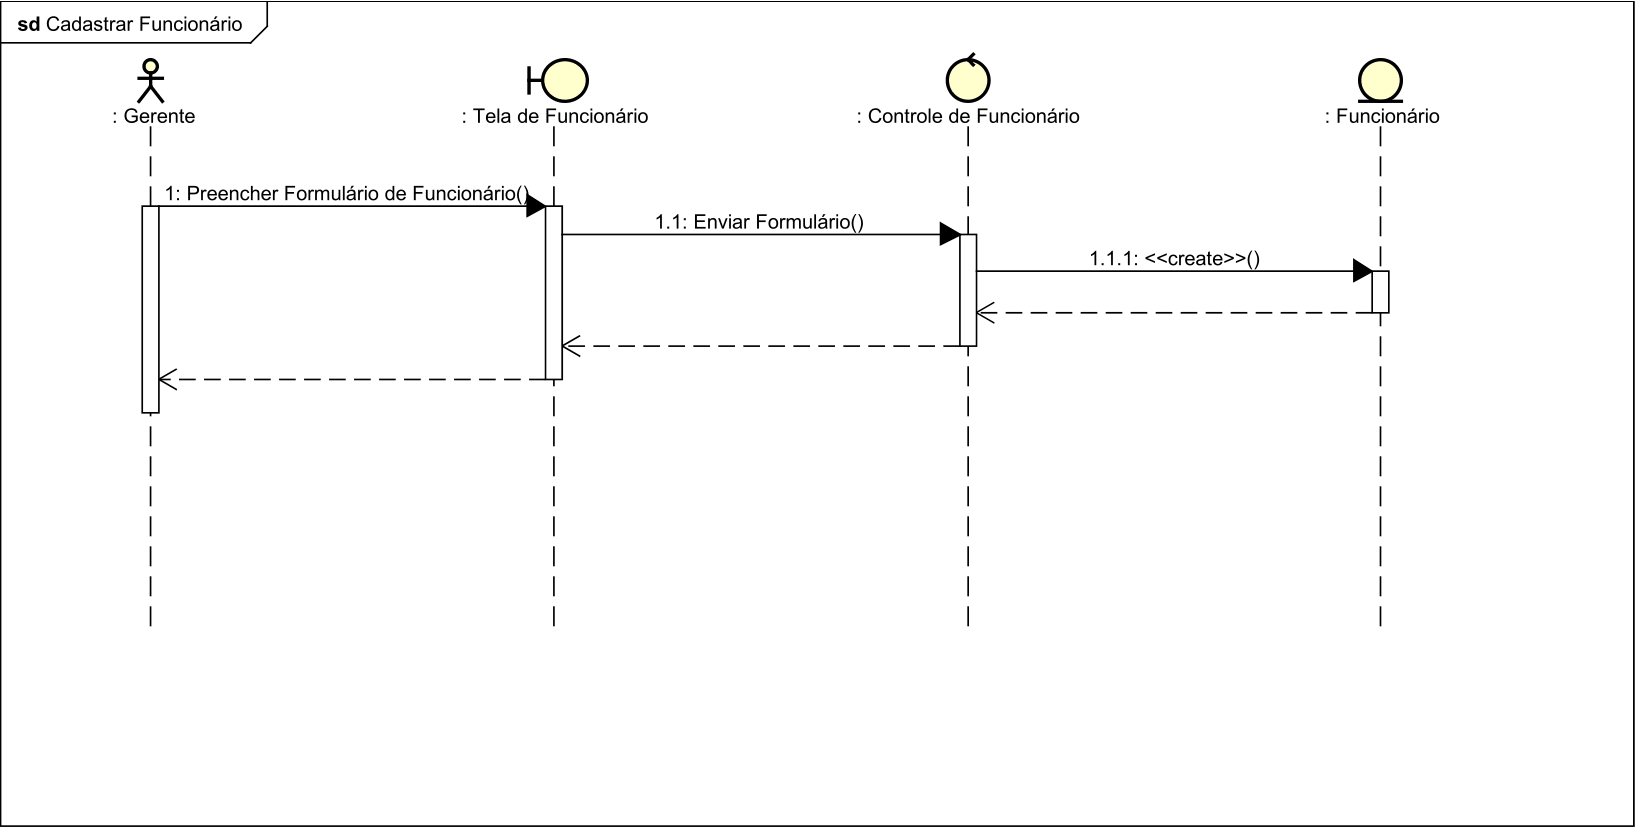 sd Cadastrar Funcionário
: Gerente
: Tela de Funcionário
: Controle de Funcionário
: Funcionário
1: Preencher Formulário de Funcionário()
1.1: Enviar Formulário()
1.1.1: <<create>>()